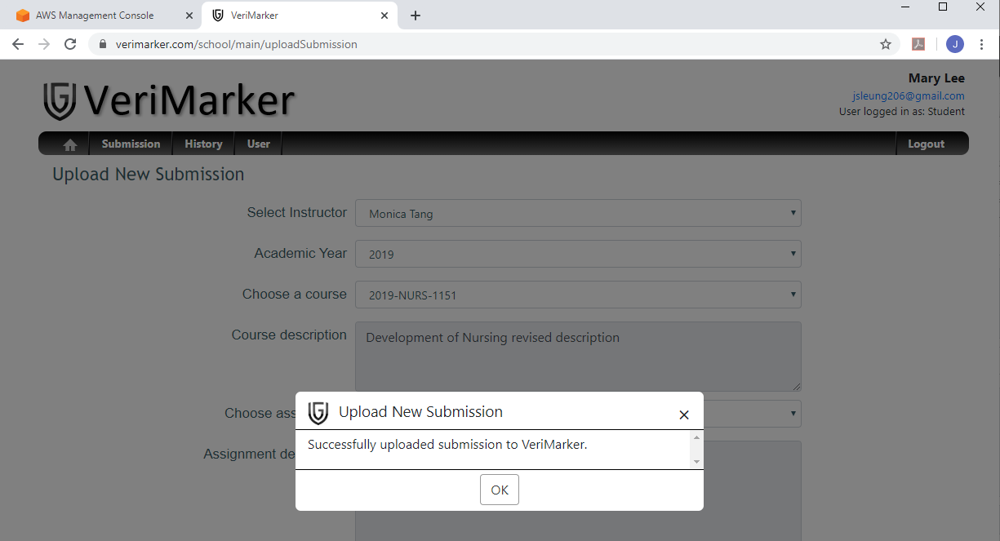 AWS Management Console
VeriMarker
verimarker.com/school/main/uploadSubmission
J
VeriMarker
Mary Lee
jsleung206@gmail.com
User logged in as: Student
Submission
History
User
Logout
Upload New Submission
Select Instructor
Monica Tang
Academic Year
2019
Choose a course
2019-NURS-1151
Course description
Development of Nursing revised description
Choose ass
Assignment de
Upload New Submission
Successfully uploaded submission to VeriMarker.
OK